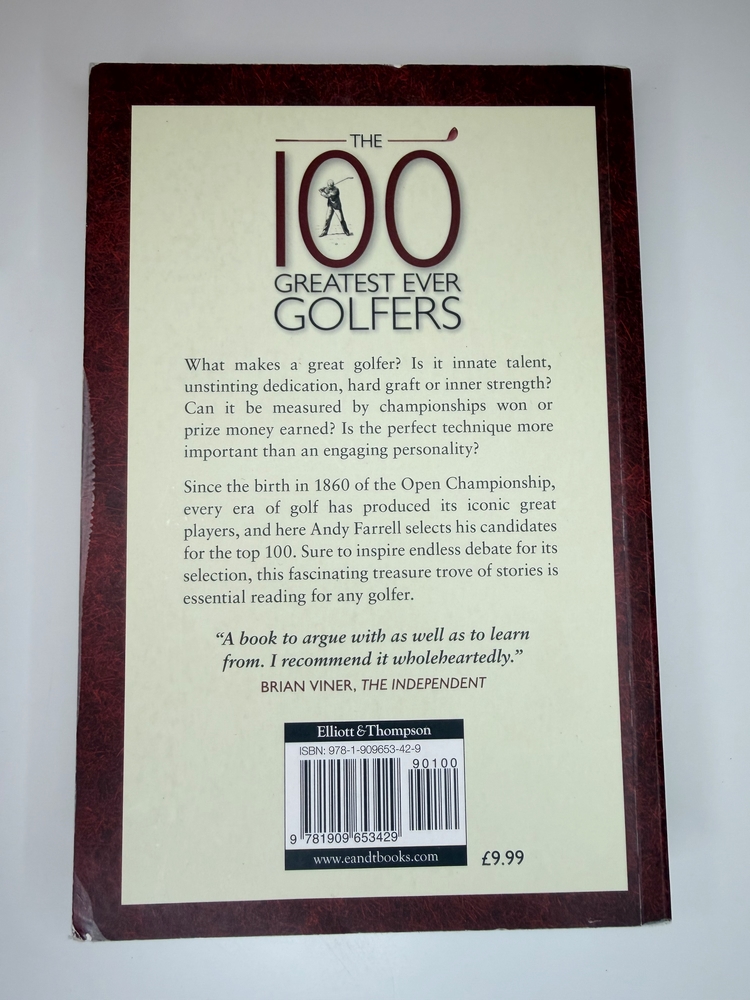 THE
100
GREATEST EVER
GOLFERS
What makes a great golfer? Is it innate talent,
unstinting dedication, hard graft or inner strength?
Can it be measured by championships won or
prize money earned? Is the perfect technique more
important than an engaging personality?
Since the birth in 1860 of the Open Championship,
every era of golf has produced its iconic great
players, and here Andy Farrell selects his candidates
for the top 100. Sure to inspire endless debate for its
selection, this fascinating treasure trove of stories is
essential reading for any golfer.
“A book to argue with as well as to learn
from. I recommend it wholeheartedly.”
BRIAN VINER, THE INDEPENDENT
Elliott & Thompson
ISBN: 978-1-909653-42-9
90100
9 781909 653429
www.eandtbooks.com
£9.99